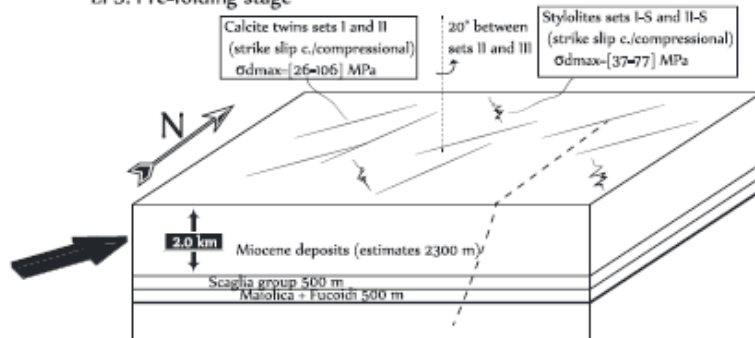 LPS: Pre-folding stage
Calcite twins sets I and II
(strike slip c./compressional)
σdmax=[26-106] MPa
20° between
sets II and III
Stylolites sets I-S and II-S
(strike slip c./compressional)
σdmax=[37-77] MPa
N
2.0 km
Miocene deposits (estimates 2300 m)
Scaglia group 500 m
Maiolica + Fucoidi 500 m